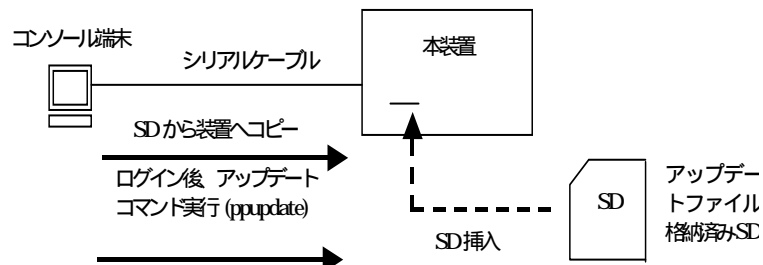 コンソール端末
シリアルケーブル
本装置
SDから装置へコピー
ログイン後、アップデート
コマンド実行 (ppupdate)
SD挿入
SD
アップデー
トファイル
格納済みSD